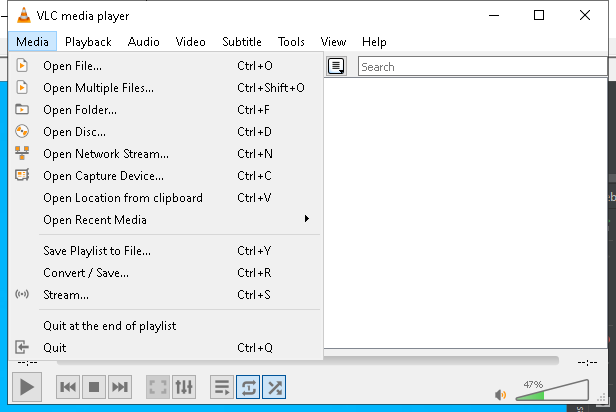 VLC media player
Media Playback Audio Video Subtitle Tools View Help
Open File... Ctrl+O
Open Multiple Files... Ctrl+Shift+O
Open Folder... Ctrl+F
Open Disc... Ctrl+D
Open Network Stream... Ctrl+N
Open Capture Device... Ctrl+C
Open Location from clipboard Ctrl+V
Open Recent Media
Save Playlist to File... Ctrl+Y
Convert / Save... Ctrl+R
Stream... Ctrl+S
Quit at the end of playlist
Quit Ctrl+Q
Search
--:-- --:--
47%